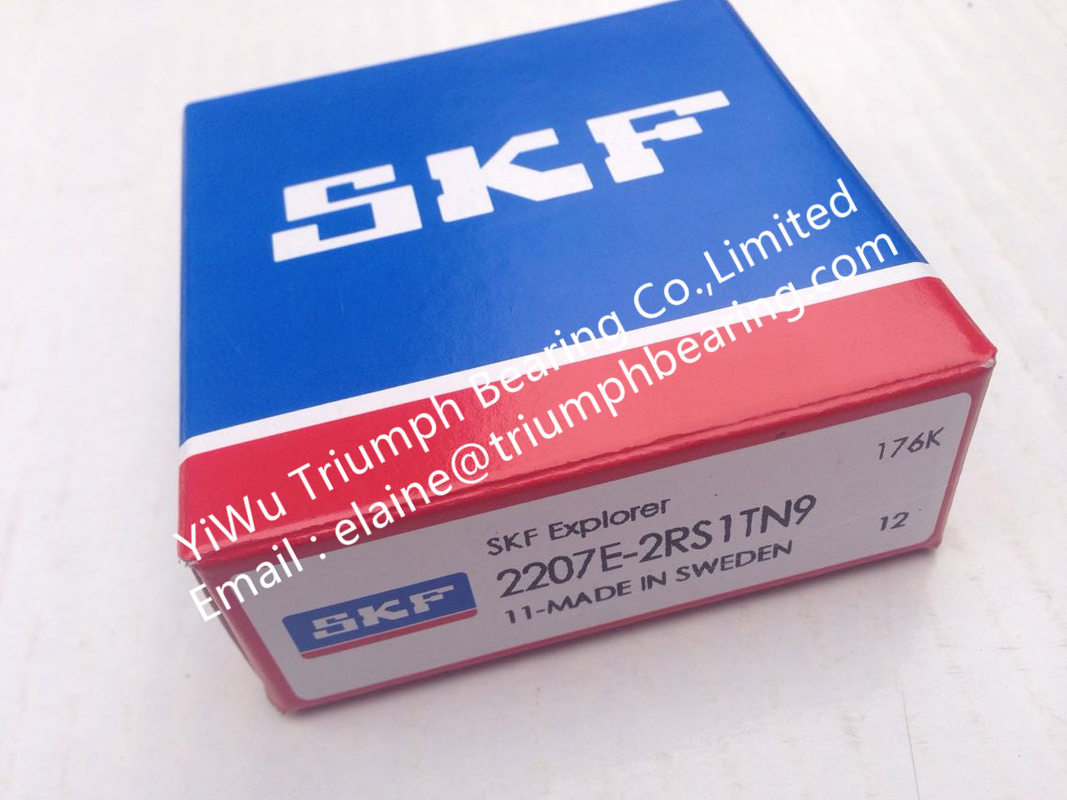 SKF
YiWu Triumph Bearing Co.,Limited
Email : elaine@triumphbearing.com
176K
SKF Explorer
2207E-2RS1TN9
12
11-MADE IN SWEDEN
SKF